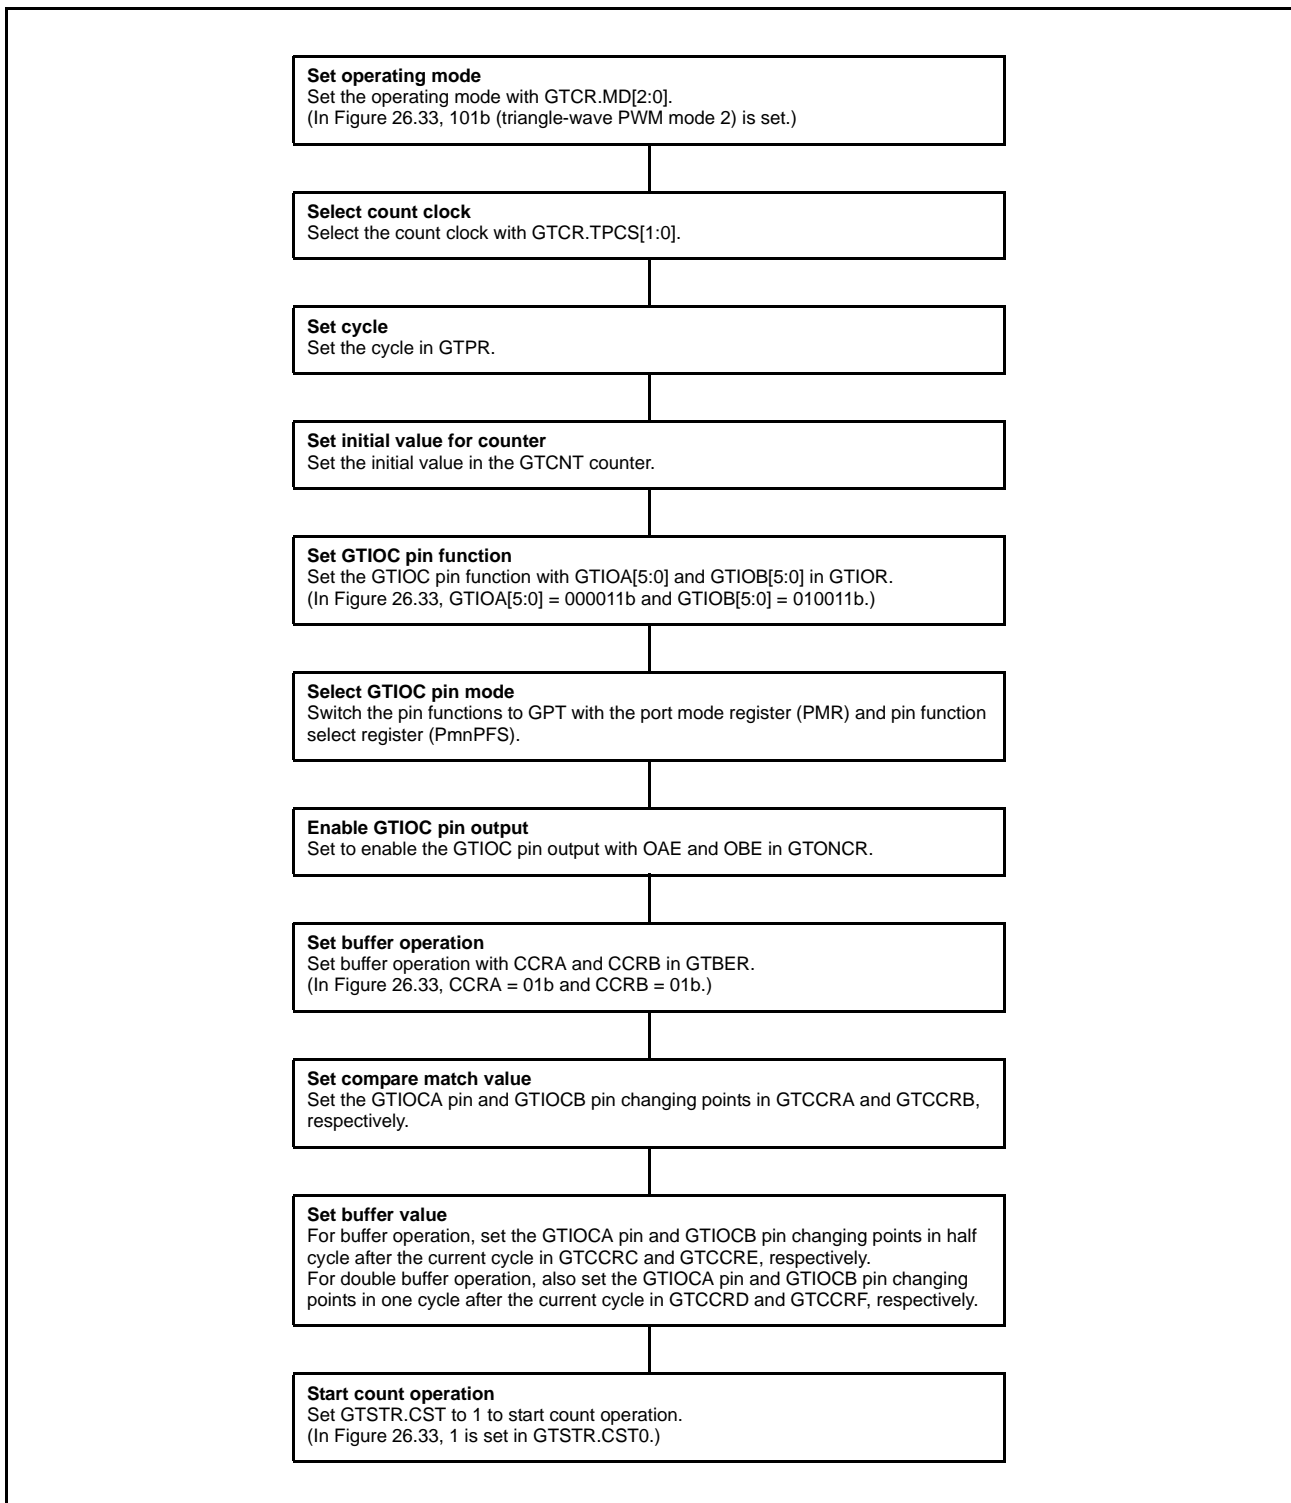 Set operating mode
Set the operating mode with GTCR.MD[2:0].
(In Figure 26.33, 101b (triangle-wave PWM mode 2) is set.)
Select count clock
Select the count clock with GTCR.TPCS[1:0].
Set cycle
Set the cycle in GTPR.
Set initial value for counter
Set the initial value in the GTCNT counter.
Set GTIOC pin function
Set the GTIOC pin function with GTIOA[5:0] and GTIOB[5:0] in GTIOR.
(In Figure 26.33, GTIOA[5:0] = 000011b and GTIOB[5:0] = 010011b.)
Select GTIOC pin mode
Switch the pin functions to GPT with the port mode register (PMR) and pin function
select register (PmnPFS).
Enable GTIOC pin output
Set to enable the GTIOC pin output with OAE and OBE in GTONCR.
Set buffer operation
Set buffer operation with CCRA and CCRB in GTBER.
(In Figure 26.33, CCRA = 01b and CCRB = 01b.)
Set compare match value
Set the GTIOCA pin and GTIOCB pin changing points in GTCCRA and GTCCRB,
respectively.
Set buffer value
For buffer operation, set the GTIOCA pin and GTIOCB pin changing points in half
cycle after the current cycle in GTCCRC and GTCCRE, respectively.
For double buffer operation, also set the GTIOCA pin and GTIOCB pin changing
points in one cycle after the current cycle in GTCCRD and GTCCRF, respectively.
Start count operation
Set GTSTR.CST to 1 to start count operation.
(In Figure 26.33, 1 is set in GTSTR.CST0.)